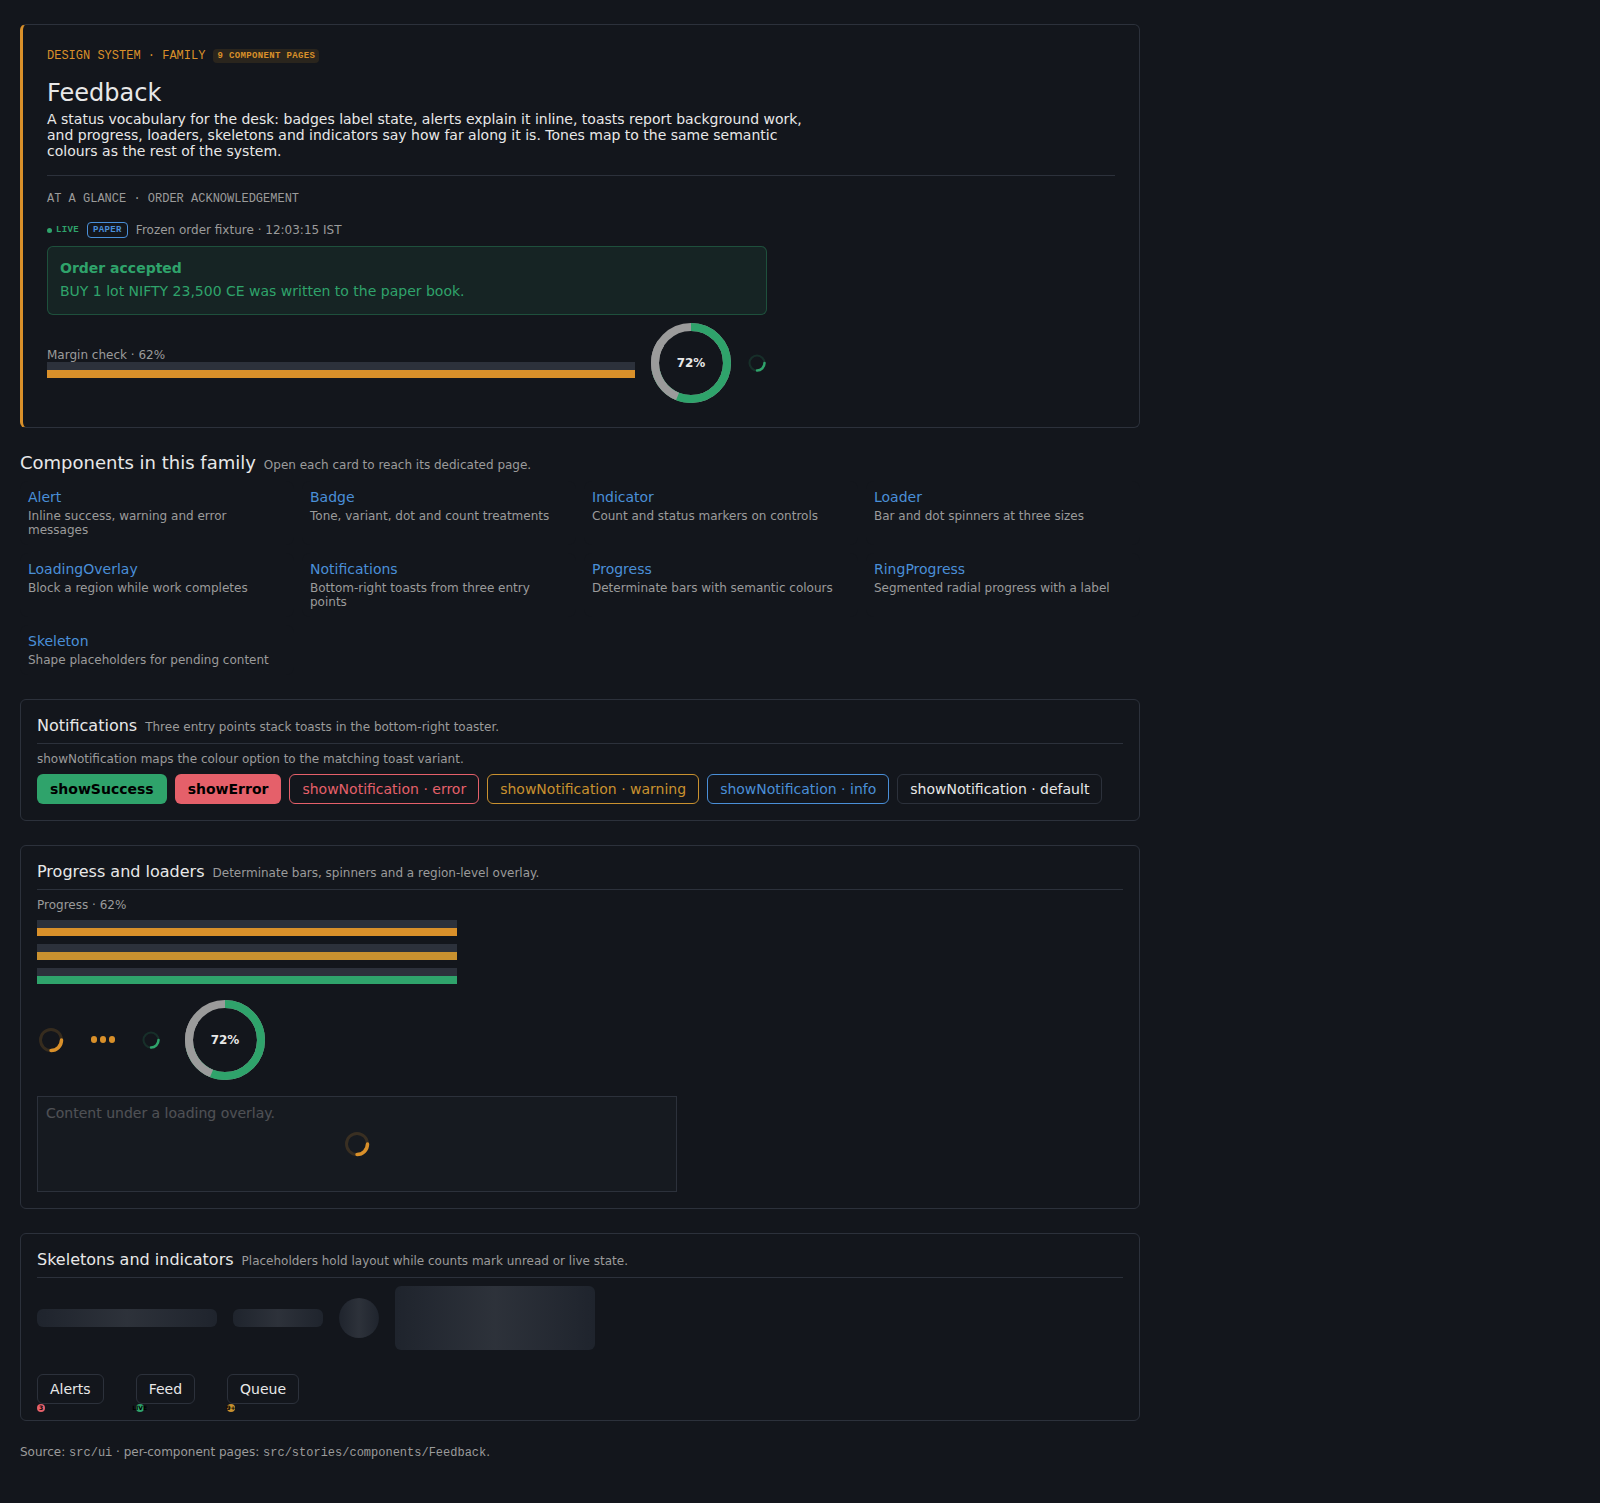 DESIGN SYSTEM · FAMILY 9 COMPONENT PAGES
Feedback
A status vocabulary for the desk: badges label state, alerts explain it inline, toasts report background work,
and progress, loaders, skeletons and indicators say how far along it is. Tones map to the same semantic
colours as the rest of the system.
AT A GLANCE · ORDER ACKNOWLEDGEMENT
LIVE PAPER Frozen order fixture · 12:03:15 IST
Order accepted
BUY 1 lot NIFTY 23,500 CE was written to the paper book.
Margin check · 62%
72%
Components in this family Open each card to reach its dedicated page.
Alert
Inline success, warning and error
messages
Badge
Tone, variant, dot and count treatments
Indicator
Count and status markers on controls
Loader
Bar and dot spinners at three sizes
LoadingOverlay
Block a region while work completes
Notifications
Bottom-right toasts from three entry
points
Progress
Determinate bars with semantic colours
RingProgress
Segmented radial progress with a label
Skeleton
Shape placeholders for pending content
Notifications Three entry points stack toasts in the bottom-right toaster.
showNotification maps the colour option to the matching toast variant.
showSuccess showError showNotification · error showNotification · warning showNotification · info showNotification · default
Progress and loaders Determinate bars, spinners and a region-level overlay.
Progress · 62%
72%
Content under a loading overlay.
Skeletons and indicators Placeholders hold layout while counts mark unread or live state.
Alerts Feed Queue
3
Source: src/ui · per-component pages: src/stories/components/Feedback.